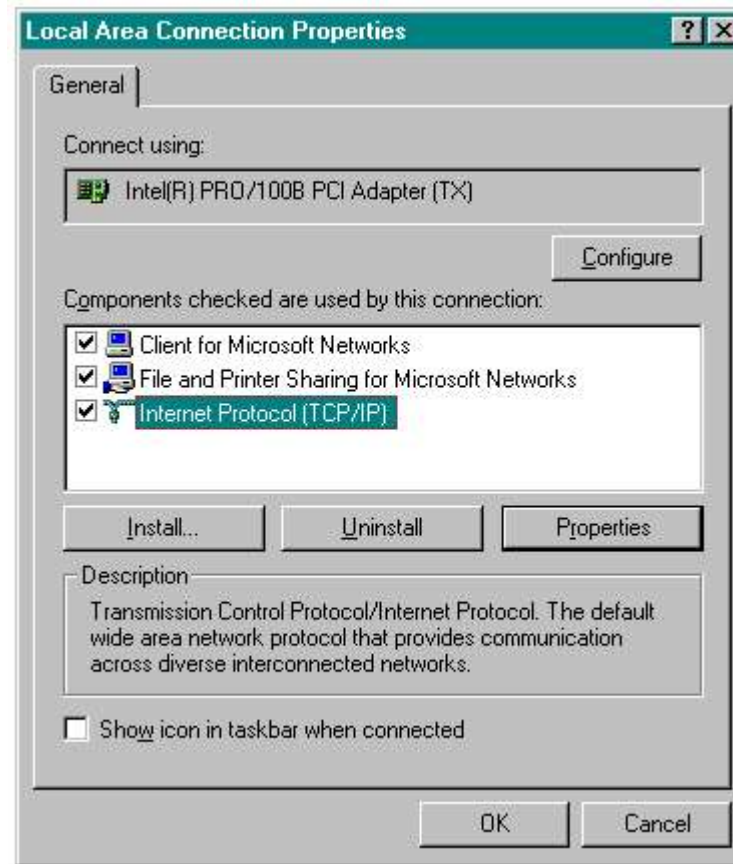 Local Area Connection Properties
General
Connect using:
Intel(R) PRO/100B PCI Adapter (TX)
Configure
Components checked are used by this connection:
Client for Microsoft Networks
File and Printer Sharing for Microsoft Networks
Internet Protocol (TCP/IP)
Install... Uninstall Properties
Description
Transmission Control Protocol/Internet Protocol. The default
wide area network protocol that provides communication
across diverse interconnected networks.
Show icon in taskbar when connected
OK Cancel